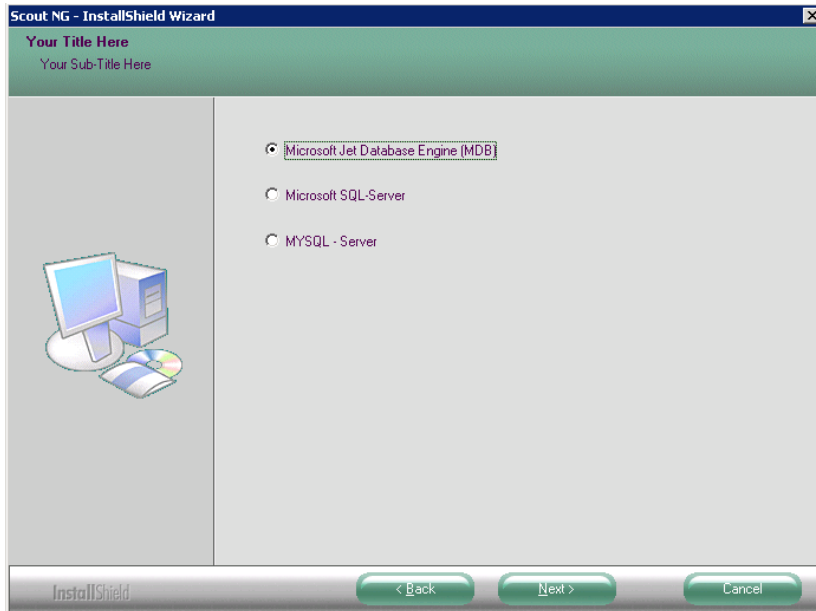 Scout NG - InstallShield Wizard
Your Title Here
Your Sub-Title Here
Microsoft Jet Database Engine (MDB)
Microsoft SQL-Server
MYSQL - Server
InstallShield
< Back
Next >
Cancel